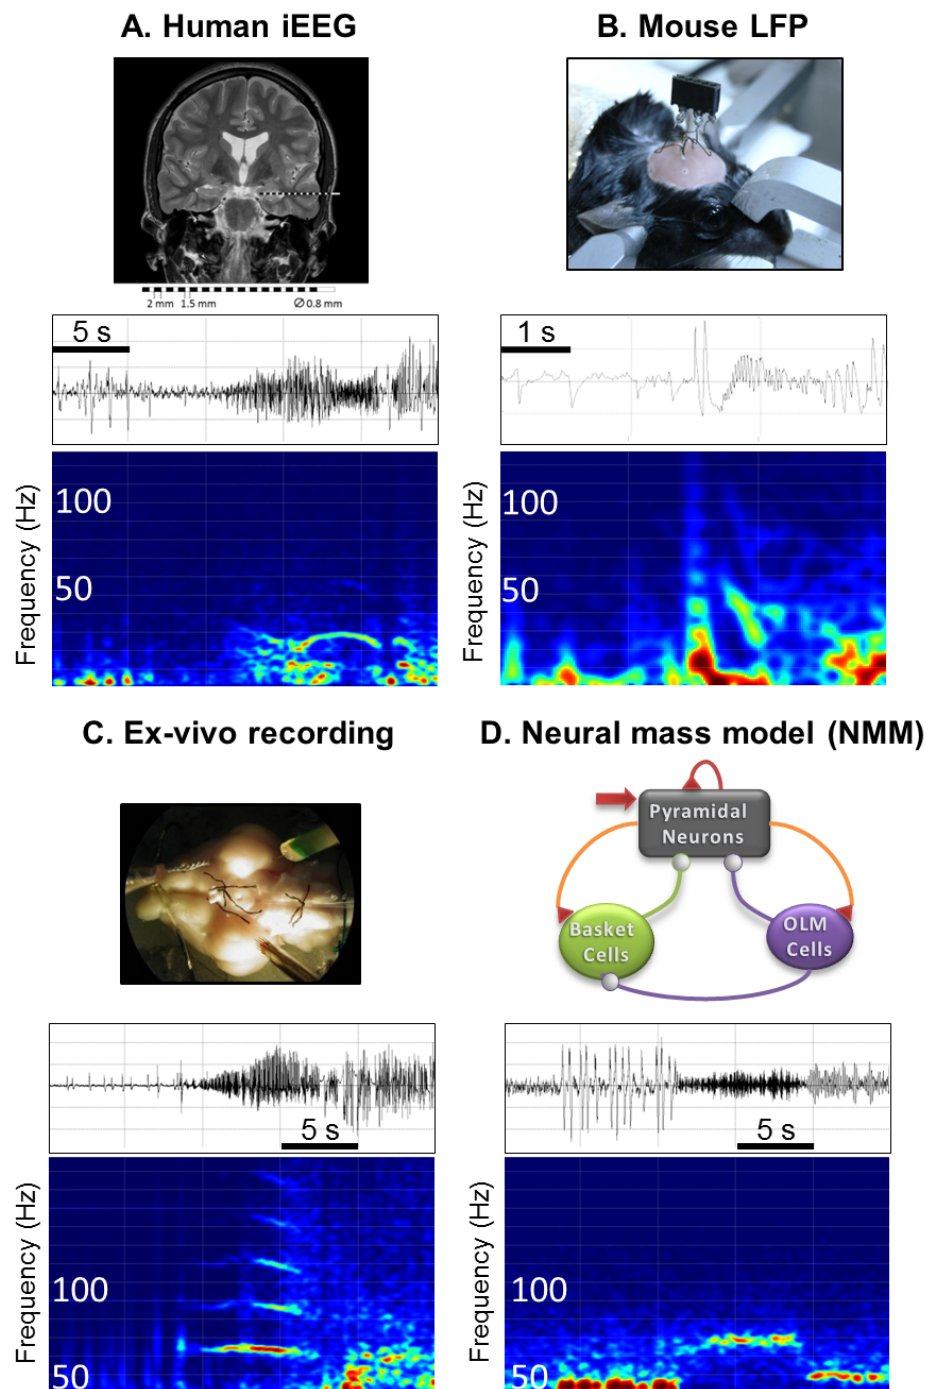 A. Human iEEG
B. Mouse LFP
2 mm 1.5 mm Ø 0.8 mm
5 s
1 s
Frequency (Hz)
100
50
Frequency (Hz)
100
50
C. Ex-vivo recording
D. Neural mass model (NMM)
Pyramidal
Neurons
Basket
Cells
OLM
Cells
5 s
5 s
Frequency (Hz)
100
50
Frequency (Hz)
100
50